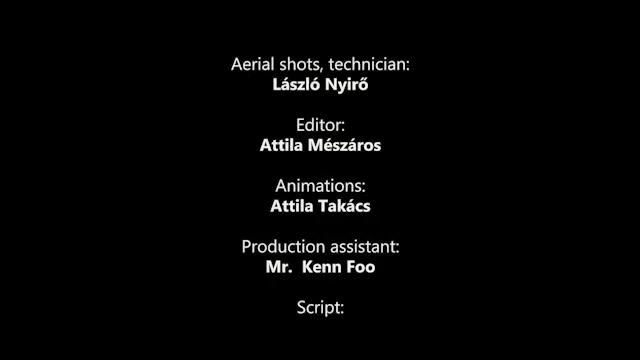 Aerial shots, technician:
László Nyirő
Editor:
Attila Mészáros
Animations:
Attila Takács
Production assistant:
Mr.  Kenn Foo
Script: